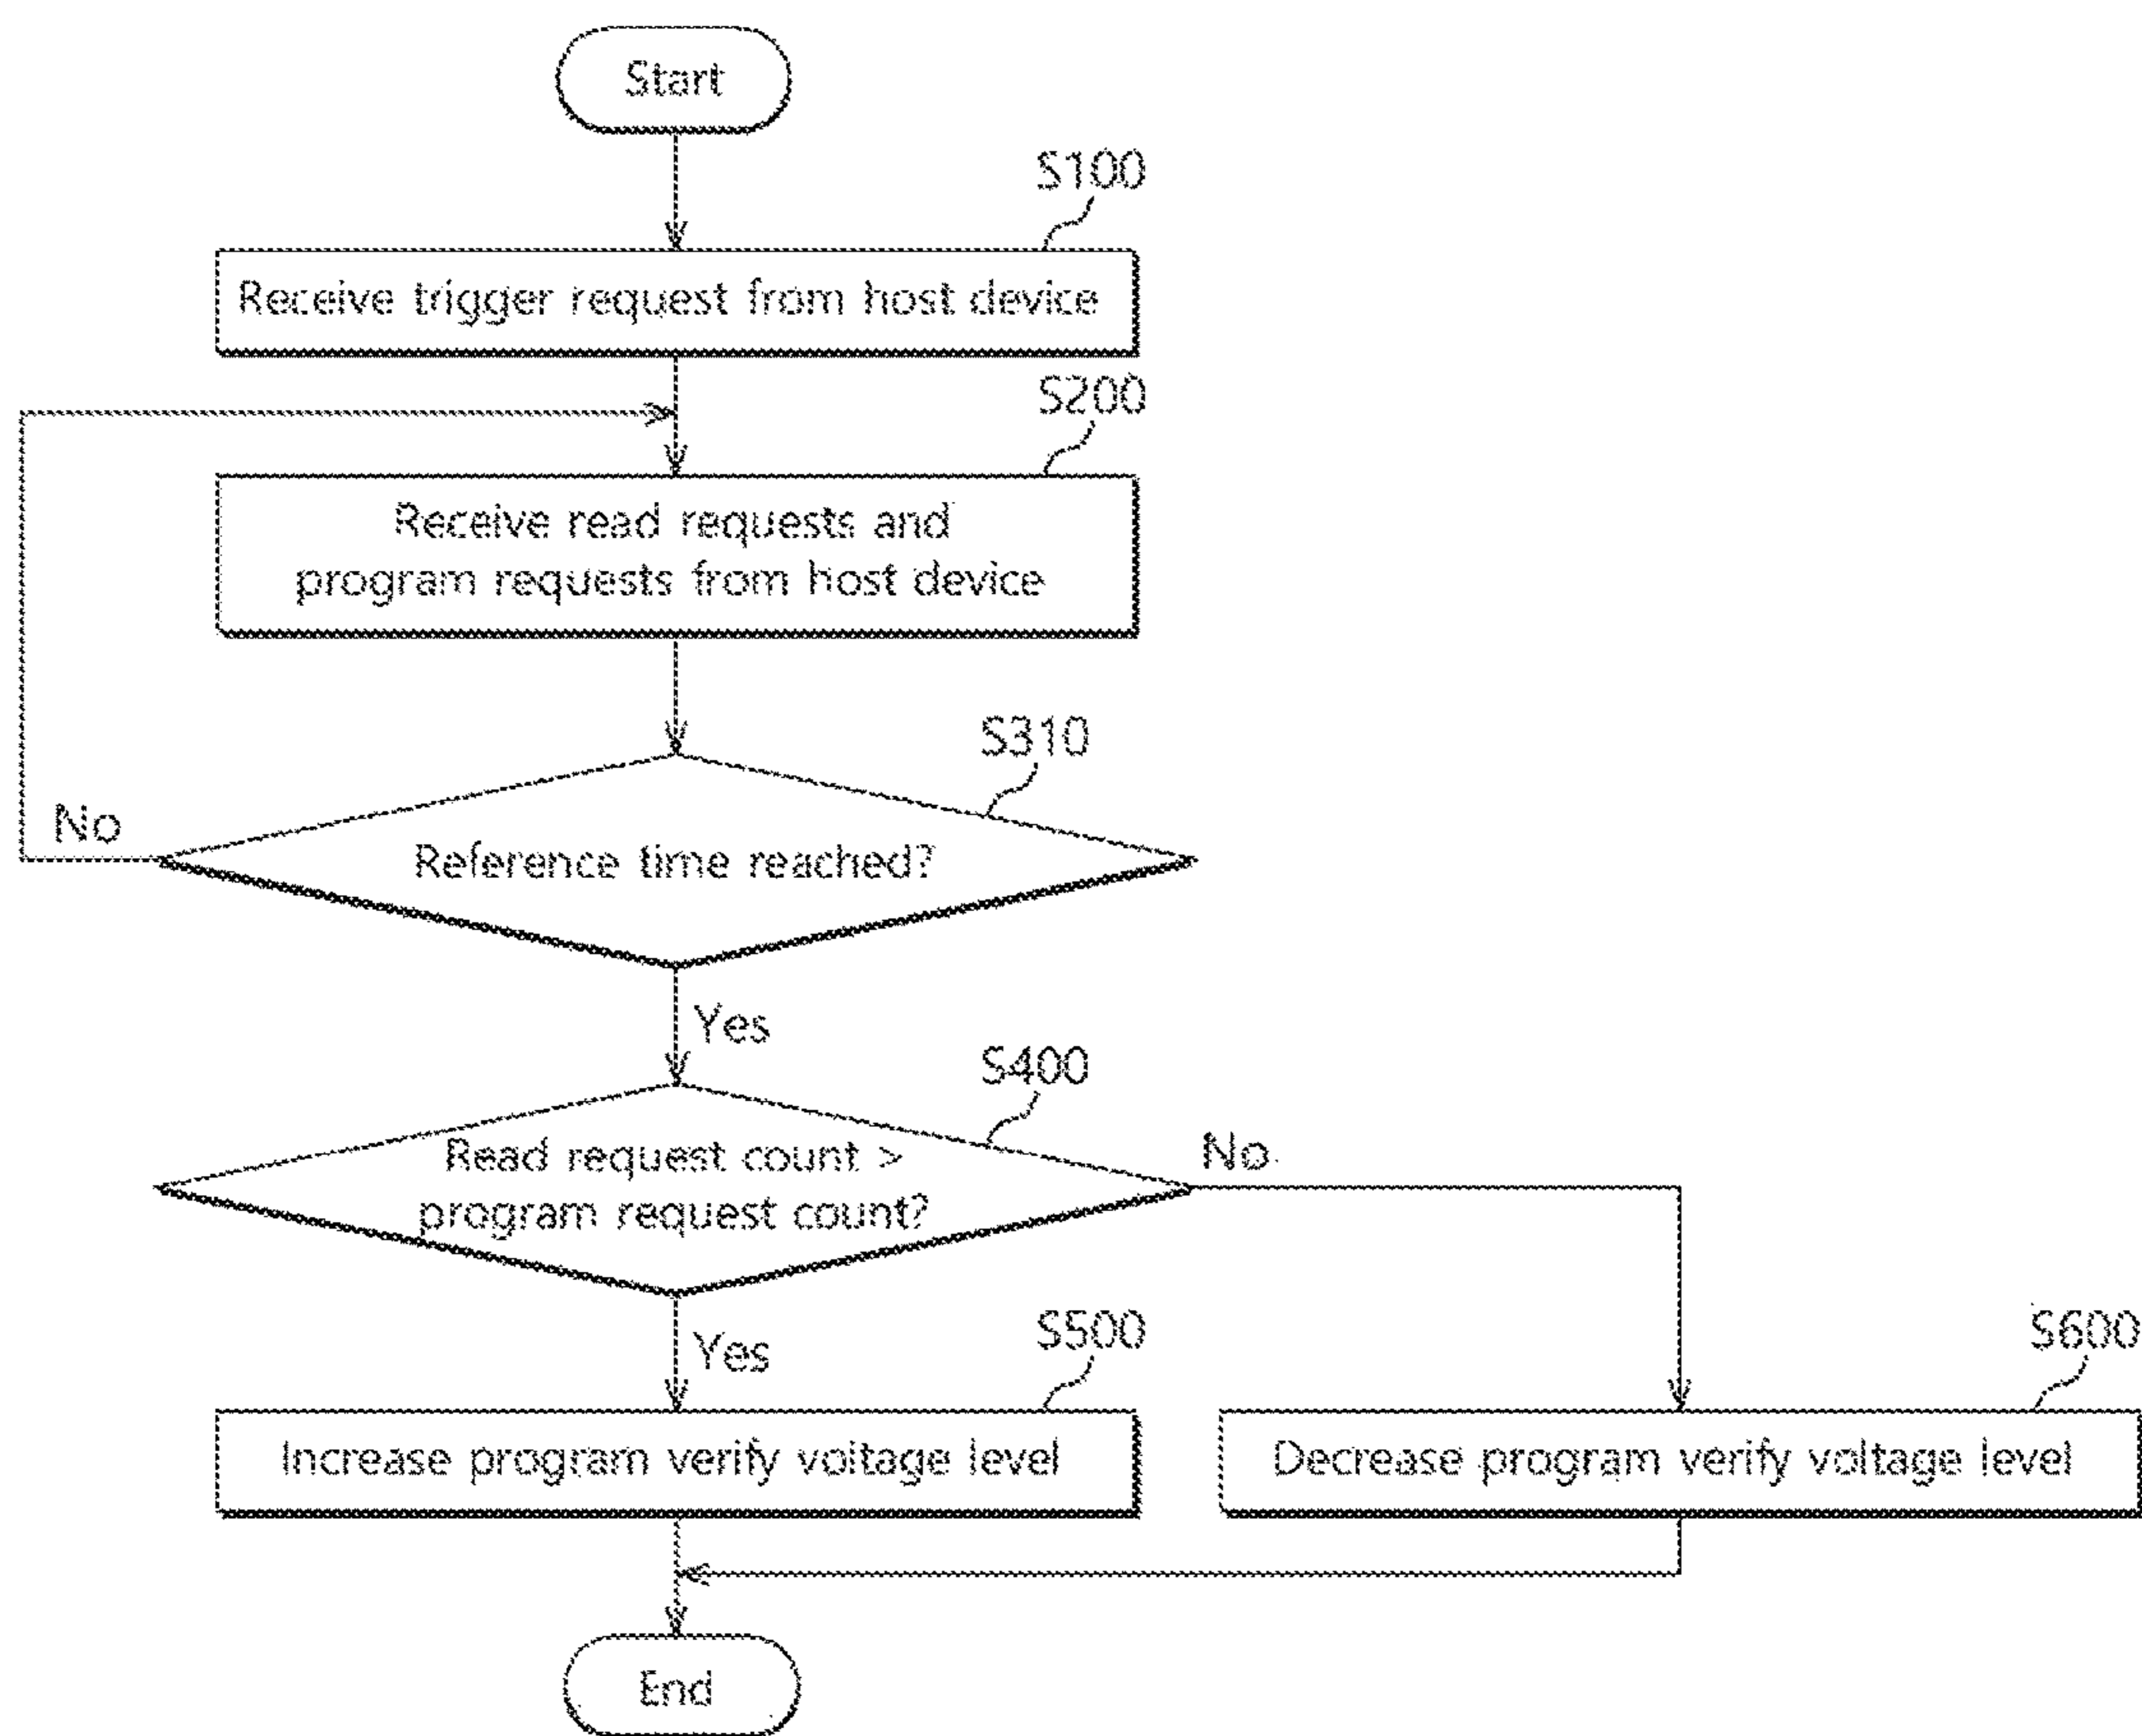 Start
S100
Receive trigger request from host device
S200
Receive read requests and
program requests from host device
S310
No
Reference time reached?
Yes
S400
Read request count >
program request count?
No
Yes
S500
S600
Increase program verify voltage level
Decrease program verify voltage level
End